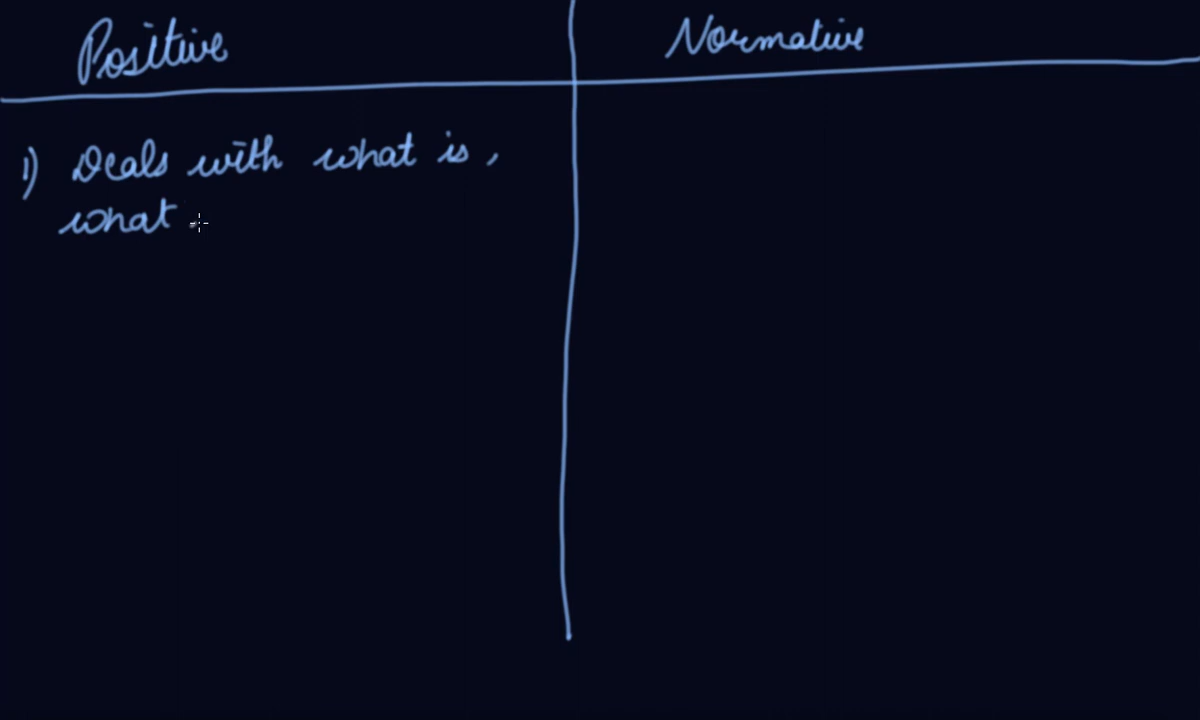 Positive
Normative
1) Deals with what is,
what